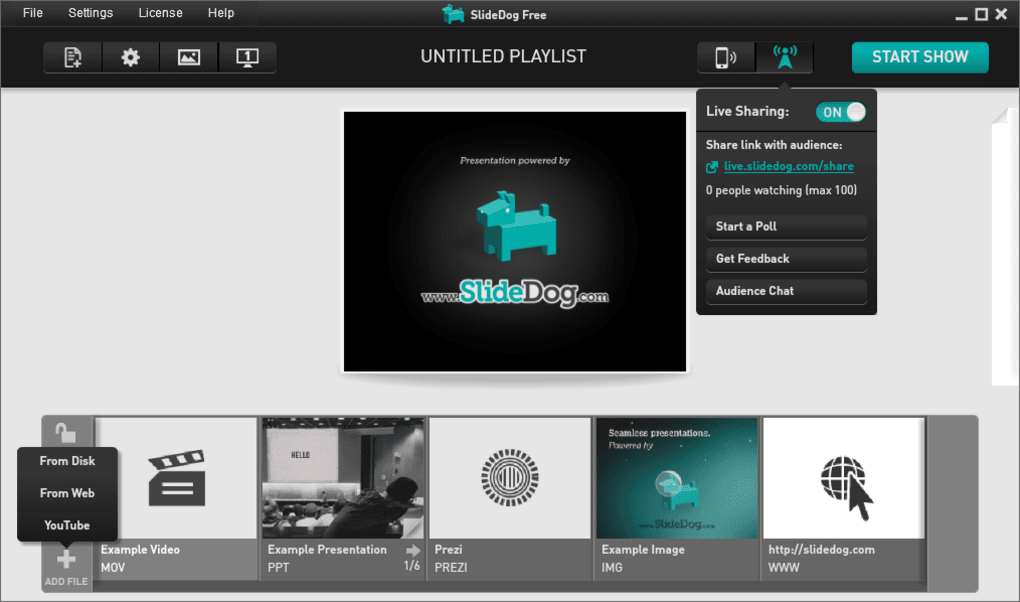 File Settings License Help
SlideDog Free
1
UNTITLED PLAYLIST
START SHOW
Live Sharing: ON
Share link with audience:
live.slidedog.com/share
0 people watching (max 100)
Start a Poll
Get Feedback
Audience Chat
Presentation powered by
www.SlideDog.com
From Disk
From Web
YouTube
ADD FILE
HELLO
Seamless presentations.
Powered by
www.SlideDog.com
Example Video
MOV
Example Presentation
PPT 1/6
Prezi
PREZI
Example Image
IMG
http://slidedog.com
WWW